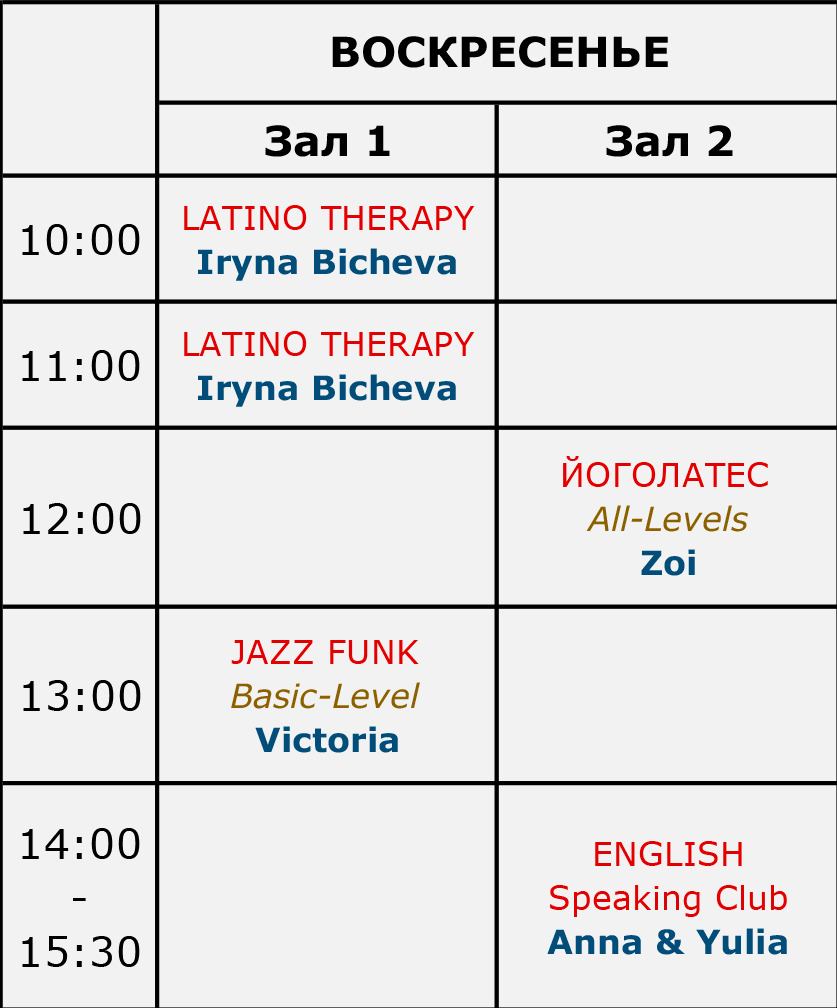 ВОСКРЕСЕНЬЕ
Зал 1
Зал 2
10:00
LATINO THERAPY
Iryna Bicheva
11:00
LATINO THERAPY
Iryna Bicheva
12:00
ЙОГОЛАТЕС
All-Levels
Zoi
13:00
JAZZ FUNK
Basic-Level
Victoria
14:00
-
15:30
ENGLISH
Speaking Club
Anna & Yulia